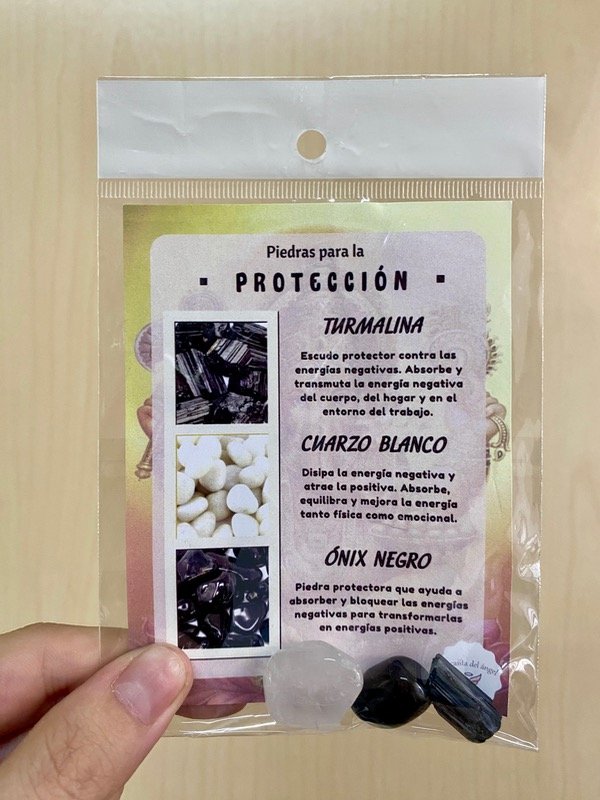 Piedras para la
PROTECCIÓN
TURMALINA
Escudo protector contra las
energías negativas. Absorbe y
transmuta la energía negativa
del cuerpo, del hogar y en el
entorno del trabajo.
CUARZO BLANCO
Disipa la energía negativa y
atrae la positiva. Absorbe,
equilibra y mejora la energía
tanto física como emocional.
ÓNIX NEGRO
Piedra protectora que ayuda a
absorber y bloquear las energías
negativas para transformarlas
en energías positivas.
del ángel